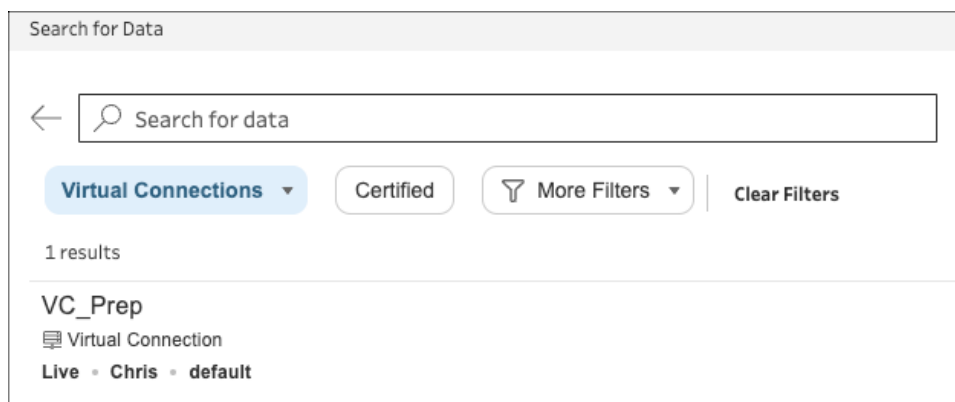 Search for Data
Search for data
Virtual Connections Certified More Filters Clear Filters
1 results
VC_Prep
Virtual Connection
Live • Chris • default